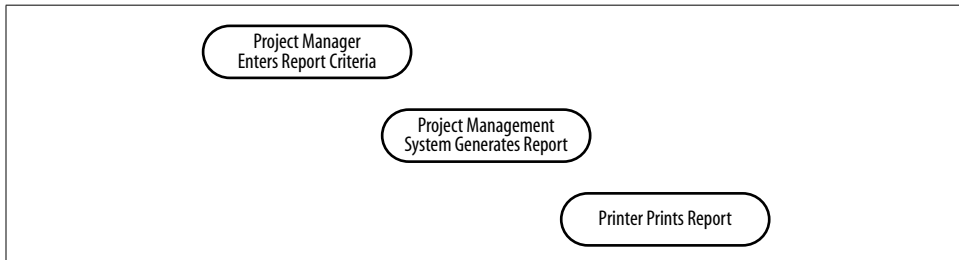 Project Manager
Enters Report Criteria
Project Management
System Generates Report
Printer Prints Report